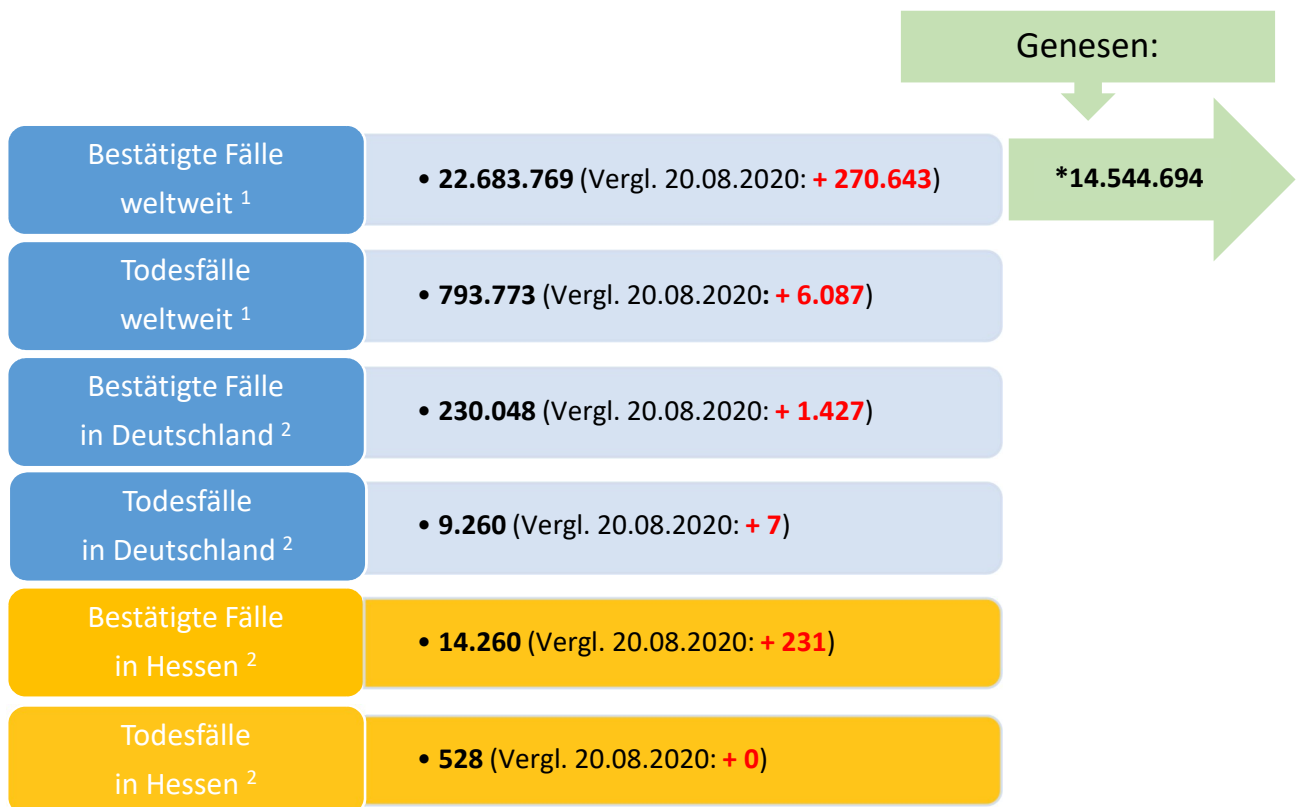 Genesen:
Bestätigte Fälle
weltweit ¹
• 22.683.769 (Vergl. 20.08.2020: + 270.643)
*14.544.694
Todesfälle
weltweit ¹
• 793.773 (Vergl. 20.08.2020: + 6.087)
Bestätigte Fälle
in Deutschland ²
• 230.048 (Vergl. 20.08.2020: + 1.427)
Todesfälle
in Deutschland ²
• 9.260 (Vergl. 20.08.2020: + 7)
Bestätigte Fälle
in Hessen ²
• 14.260 (Vergl. 20.08.2020: + 231)
Todesfälle
in Hessen ²
• 528 (Vergl. 20.08.2020: + 0)